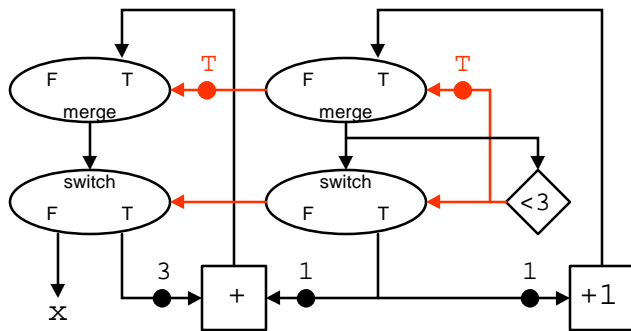 T T
F T F T
merge merge
switch switch
F T F T <3
3 1 1
x + +1